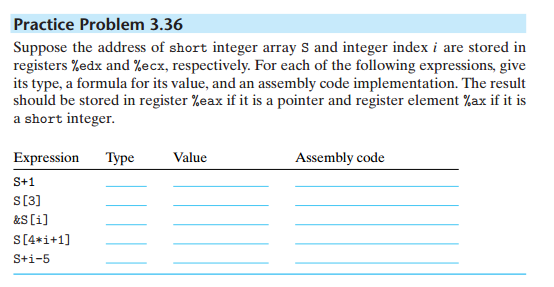 Practice Problem 3.36
Suppose the address of short integer array S and integer index i are stored in
registers %edx and %ecx, respectively. For each of the following expressions, give
its type, a formula for its value, and an assembly code implementation. The result
should be stored in register %eax if it is a pointer and register element %ax if it is
a short integer.
Expression Type Value Assembly code
S+1
S[3]
&S[i]
S[4*i+1]
S+i-5